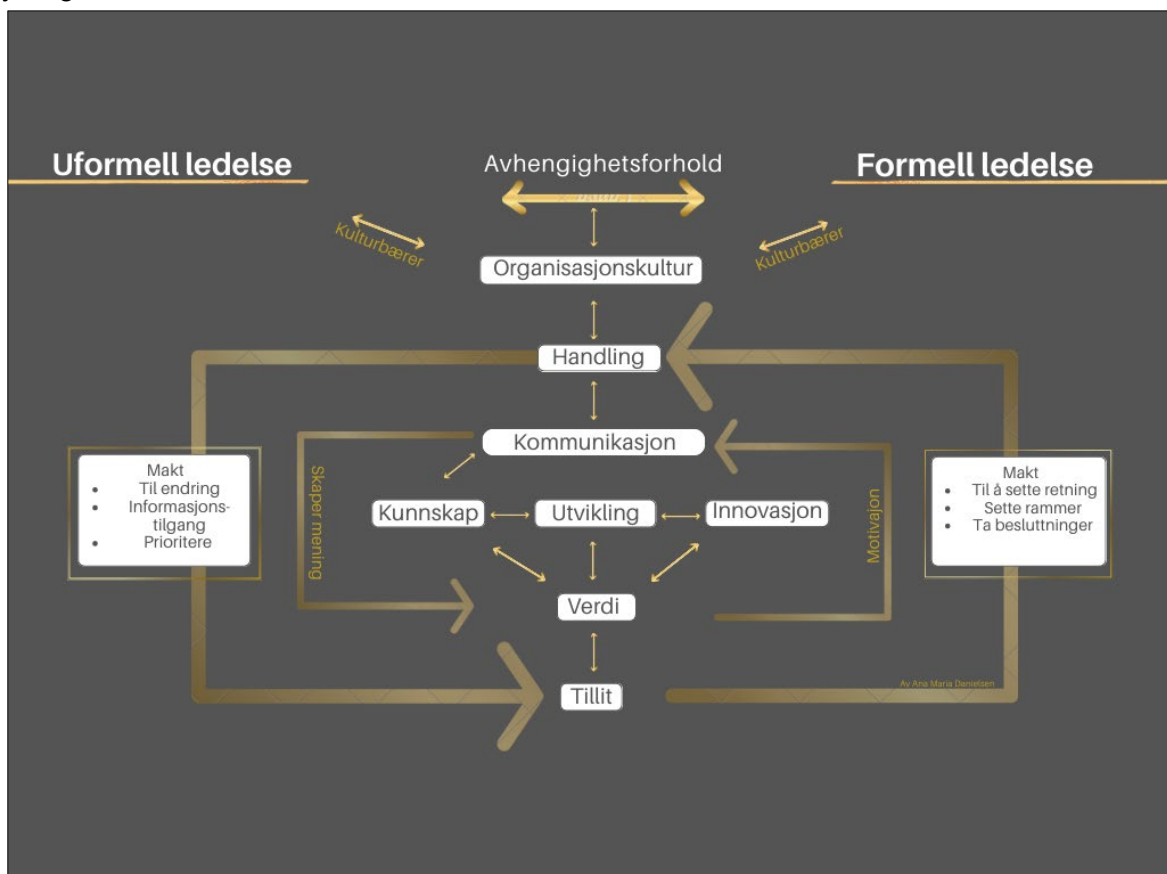 Uformell ledelse
Avhengighetsforhold
Formell ledelse
Kulturbærer
Kulturbærer
Organisasjonskultur
Handling
Kommunikasjon
Skaper mening
Motivajon
Makt
• Til endring
• Informasjons-
tilgang
• Prioritere
Makt
• Til å sette retning
• Sette rammer
• Ta besluttninger
Kunnskap
Utvikling
Innovasjon
Verdi
Tillit
Av Ana Maria Danielsen